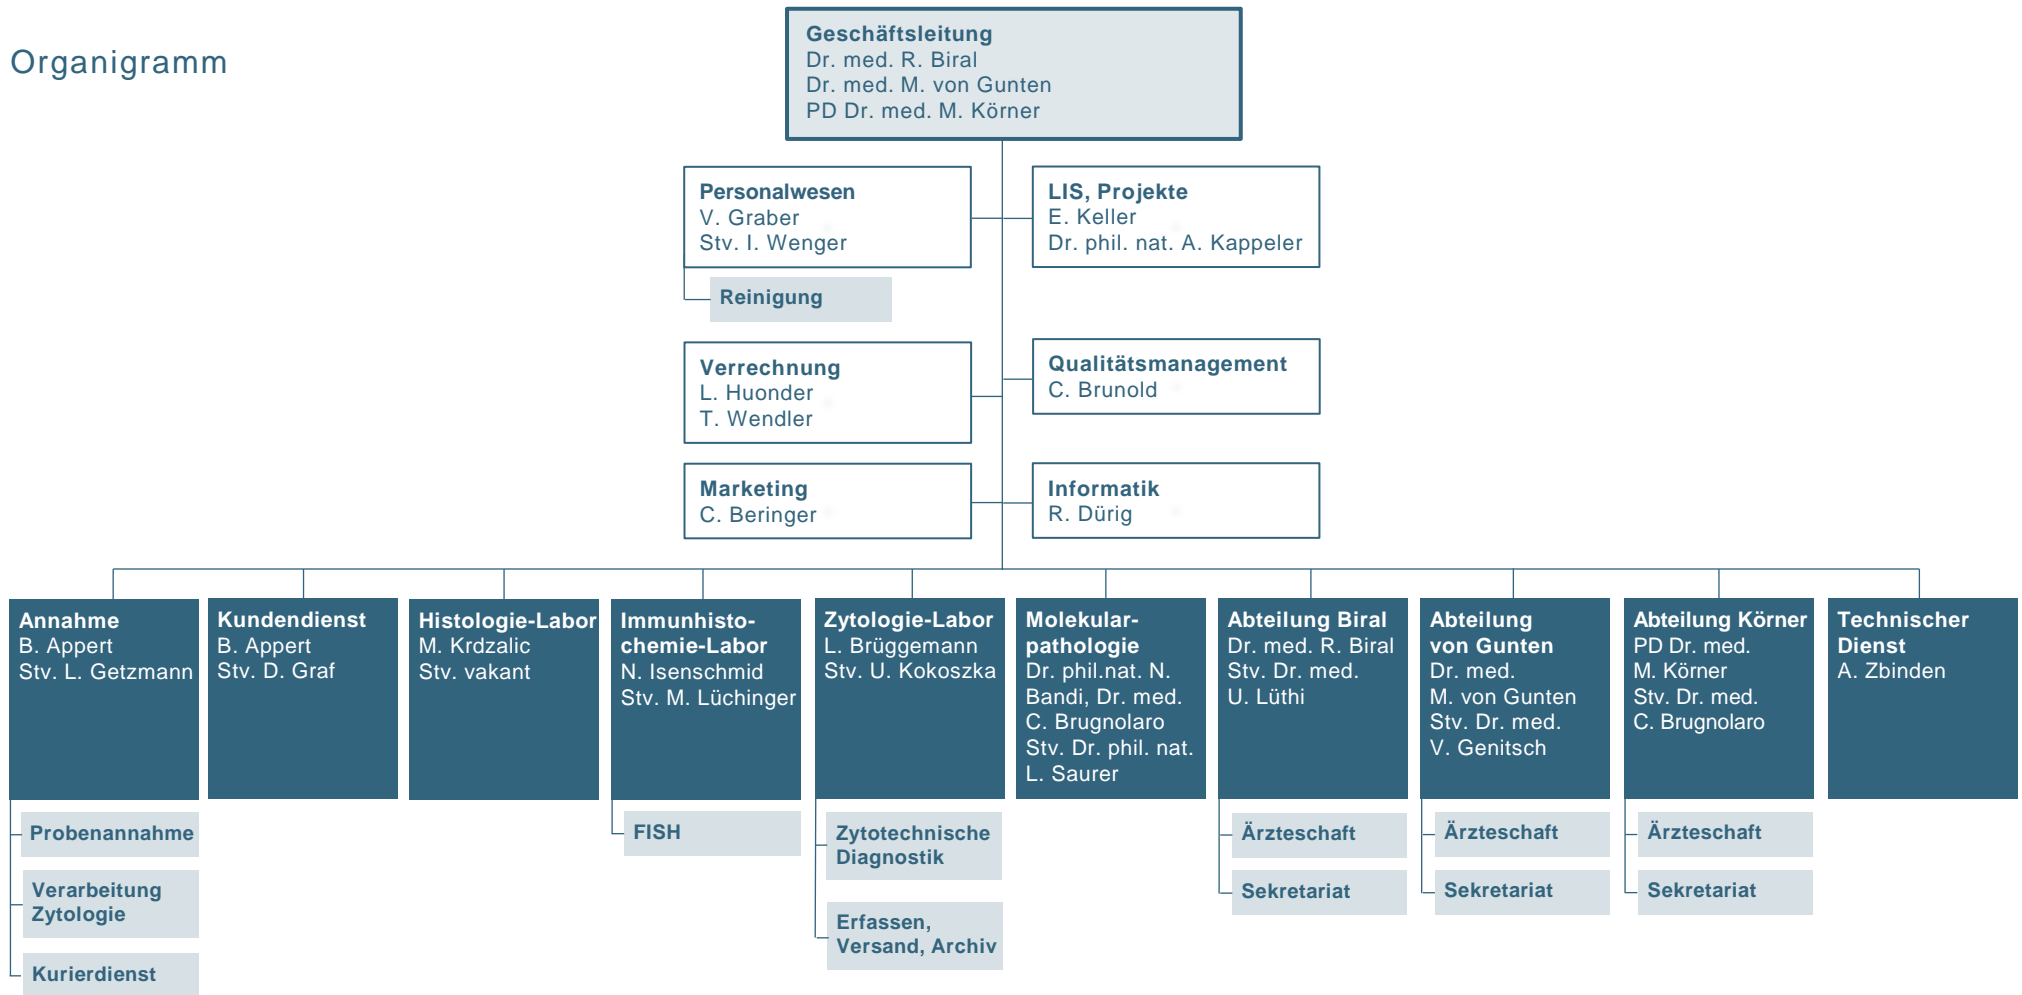 Organigramm
Geschäftsleitung
Dr. med. R. Biral
Dr. med. M. von Gunten
PD Dr. med. M. Körner
Personalwesen
V. Graber
Stv. I. Wenger
LIS, Projekte
E. Keller
Dr. phil. nat. A. Kappeler
Reinigung
Verrechnung
L. Huonder
T. Wendler
Qualitätsmanagement
C. Brunold
Marketing
C. Beringer
Informatik
R. Dürig
Annahme
B. Appert
Stv. L. Getzmann
Kundendienst
B. Appert
Stv. D. Graf
Histologie-Labor
M. Krdzalic
Stv. vakant
Immunhisto-
chemie-Labor
N. Isenschmid
Stv. M. Lüchinger
Zytologie-Labor
L. Brüggemann
Stv. U. Kokoszka
Molekular-
pathologie
Dr. phil.nat. N.
Bandi, Dr. med.
C. Brugnolaro
Stv. Dr. phil. nat.
L. Saurer
Abteilung Biral
Dr. med. R. Biral
Stv. Dr. med.
U. Lüthi
Abteilung
von Gunten
Dr. med.
M. von Gunten
Stv. Dr. med.
V. Genitsch
Abteilung Körner
PD Dr. med.
M. Körner
Stv. Dr. med.
C. Brugnolaro
Technischer
Dienst
A. Zbinden
Probenannahme
Verarbeitung
Zytologie
Kurierdienst
FISH
Zytotechnische
Diagnostik
Erfassen,
Versand, Archiv
Ärzteschaft
Sekretariat
Ärzteschaft
Sekretariat
Ärzteschaft
Sekretariat